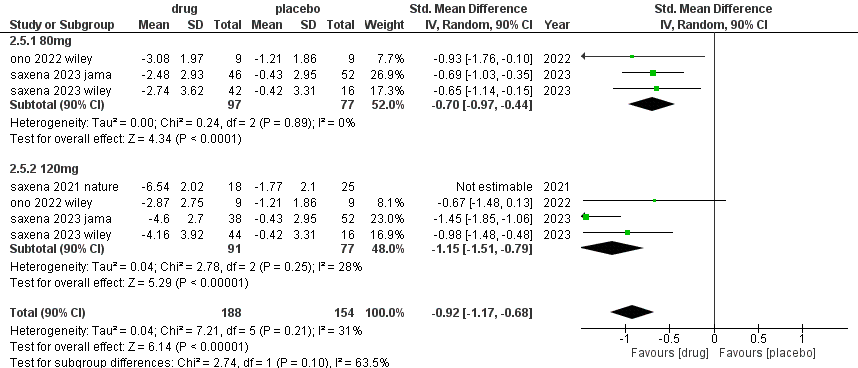 drug placebo Std. Mean Difference Std. Mean Difference
Study or Subgroup Mean SD Total Mean SD Total Weight IV, Random, 90% CI Year IV, Random, 90% CI
2.5.1 80mg
ono 2022 wiley -3.08 1.97 9 -1.21 1.86 9 7.7% -0.93 [-1.76, -0.10] 2022
saxena 2023 jama -2.48 2.93 46 -0.43 2.95 52 26.9% -0.69 [-1.03, -0.35] 2023
saxena 2023 wiley -2.74 3.62 42 -0.42 3.31 16 17.4% -0.65 [-1.14, -0.15] 2023
Subtotal (90% CI) 97 77 52.0% -0.70 [-0.97, -0.44]
Heterogeneity: Tau² = 0.00; Chi² = 0.24, df = 2 (P = 0.89); I² = 0%
Test for overall effect: Z = 4.34 (P < 0.0001)
2.5.2 120mg
saxena 2021 nature -6.54 2.02 18 -1.77 2.1 25 Not estimable 2021
ono 2022 wiley -2.87 2.75 9 -1.21 1.86 9 8.1% -0.67 [-1.48, 0.13] 2022
saxena 2023 jama -4.6 2.7 38 -0.43 2.95 52 23.0% -1.45 [-1.85, -1.06] 2023
saxena 2023 wiley -4.16 3.92 44 -0.42 3.31 16 16.9% -0.98 [-1.48, -0.48] 2023
Subtotal (90% CI) 91 77 48.0% -1.15 [-1.51, -0.79]
Heterogeneity: Tau² = 0.04; Chi² = 2.78, df = 2 (P = 0.25); I² = 28%
Test for overall effect: Z = 5.29 (P < 0.00001)
Total (90% CI) 188 154 100.0% -0.92 [-1.17, -0.68]
Heterogeneity: Tau² = 0.04; Chi² = 7.21, df = 5 (P = 0.21); I² = 31%
Test for overall effect: Z = 6.14 (P < 0.00001)
Test for subgroup differences: Chi² = 2.74, df = 1 (P = 0.10), I² = 63.5%
-1 -0.5 0 0.5 1
Favours [drug] Favours [placebo]